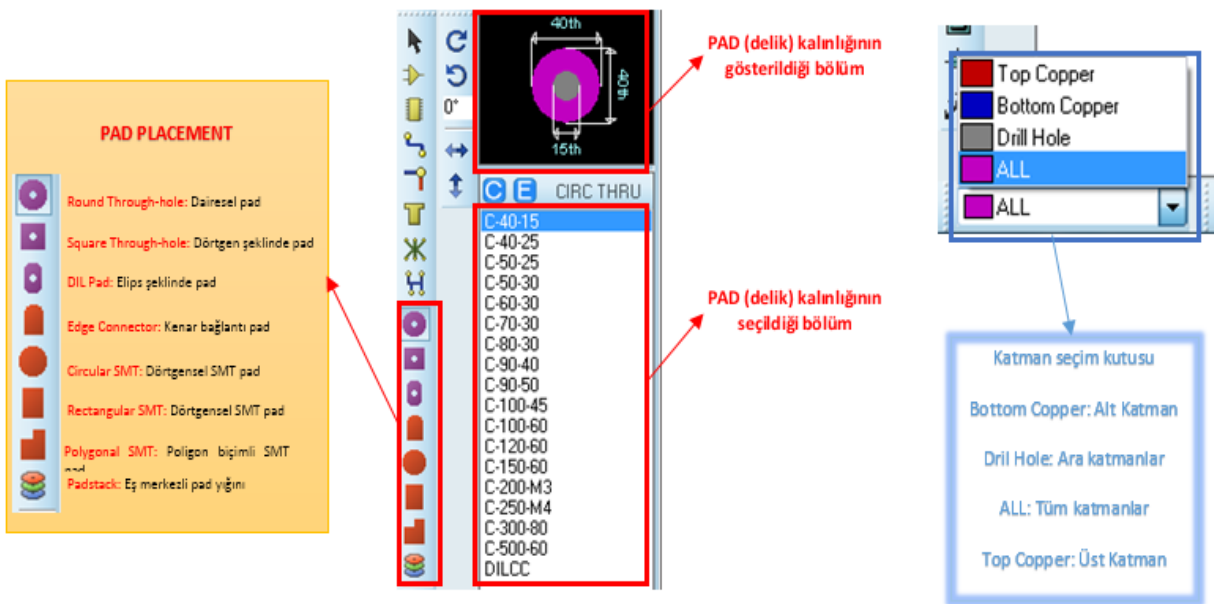 PAD PLACEMENT
Round Through-hole: Dairesel pad
Square Through-hole: Dörtgen şeklinde pad
DIL Pad: Elips şeklinde pad
Edge Connector: Kenar bağlantı pad
Circular SMT: Dörtgensel SMT pad
Rectangular SMT: Dörtgensel SMT pad
Polygonal SMT: Poligon biçimli SMT
pad
Padstack: Eş merkezli pad yığını
0°
40th
40th
15th
C E CIRC THRU
C-40-15
C-40-25
C-50-25
C-50-30
C-60-30
C-70-30
C-80-30
C-90-40
C-90-50
C-100-45
C-100-60
C-120-60
C-150-60
C-200-M3
C-250-M4
C-300-80
C-500-60
DILCC
PAD (delik) kalınlığının
gösterildiği bölüm
PAD (delik) kalınlığının
seçildiği bölüm
Top Copper
Bottom Copper
Drill Hole
ALL
ALL
Katman seçim kutusu
Bottom Copper: Alt Katman
Dril Hole: Ara katmanlar
ALL: Tüm katmanlar
Top Copper: Üst Katman